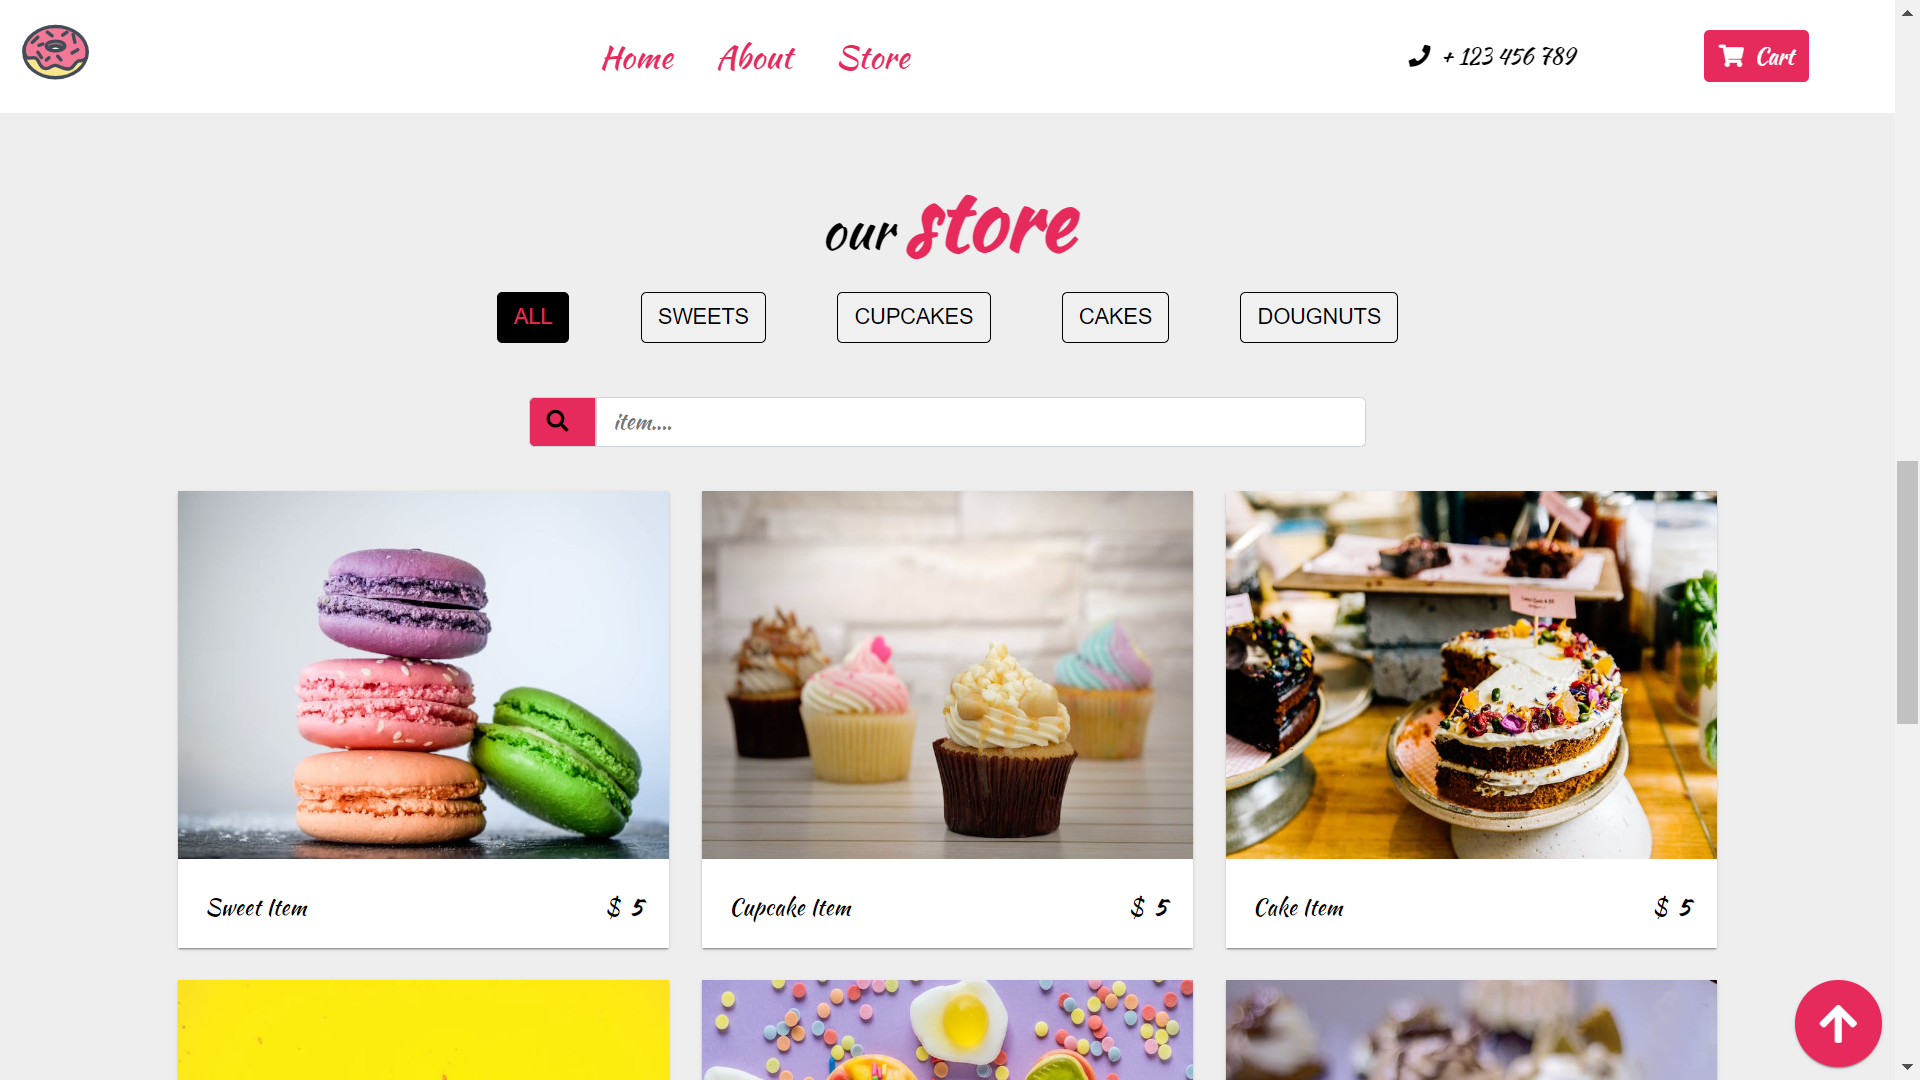 Home About Store + 123 456 789 Cart
our store
ALL SWEETS CUPCAKES CAKES DOUGNUTS
item....
Sweet Item $ 5 Cupcake Item $ 5 Cake Item $ 5